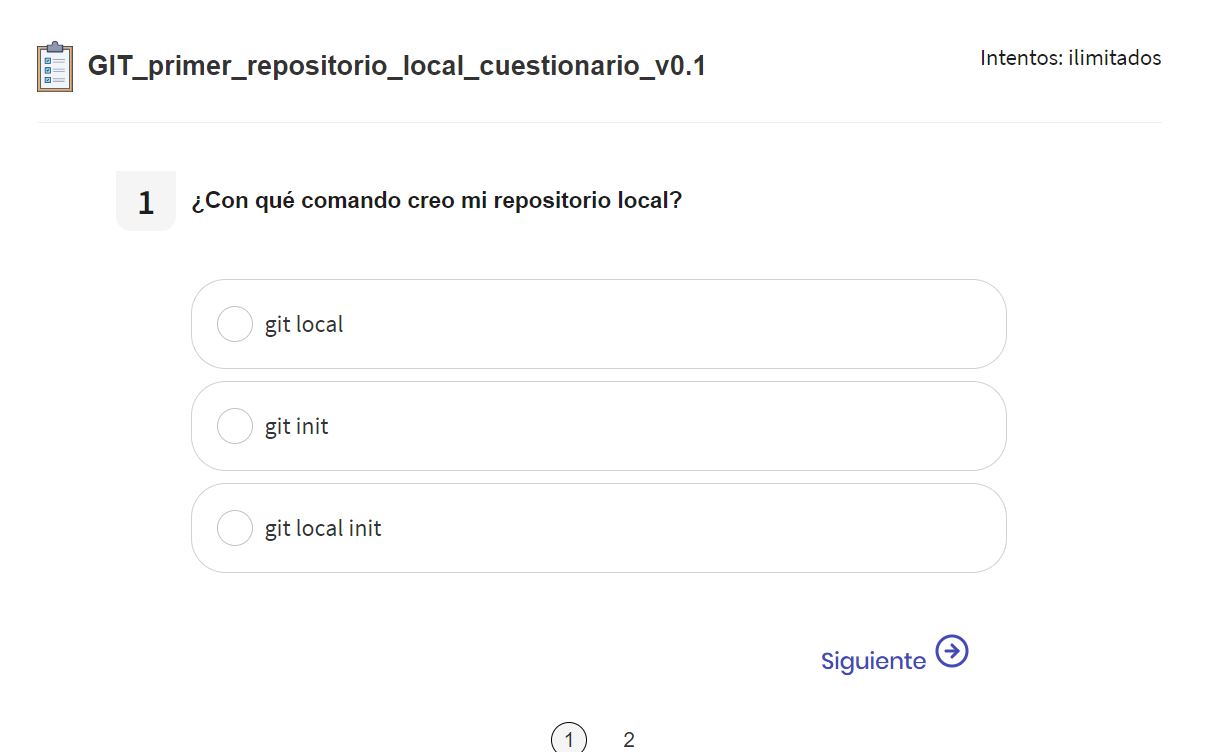 GIT_primer_repositorio_local_cuestionario_v0.1
Intentos: ilimitados
1
¿Con qué comando creo mi repositorio local?
git local
git init
git local init
Siguiente
1 2